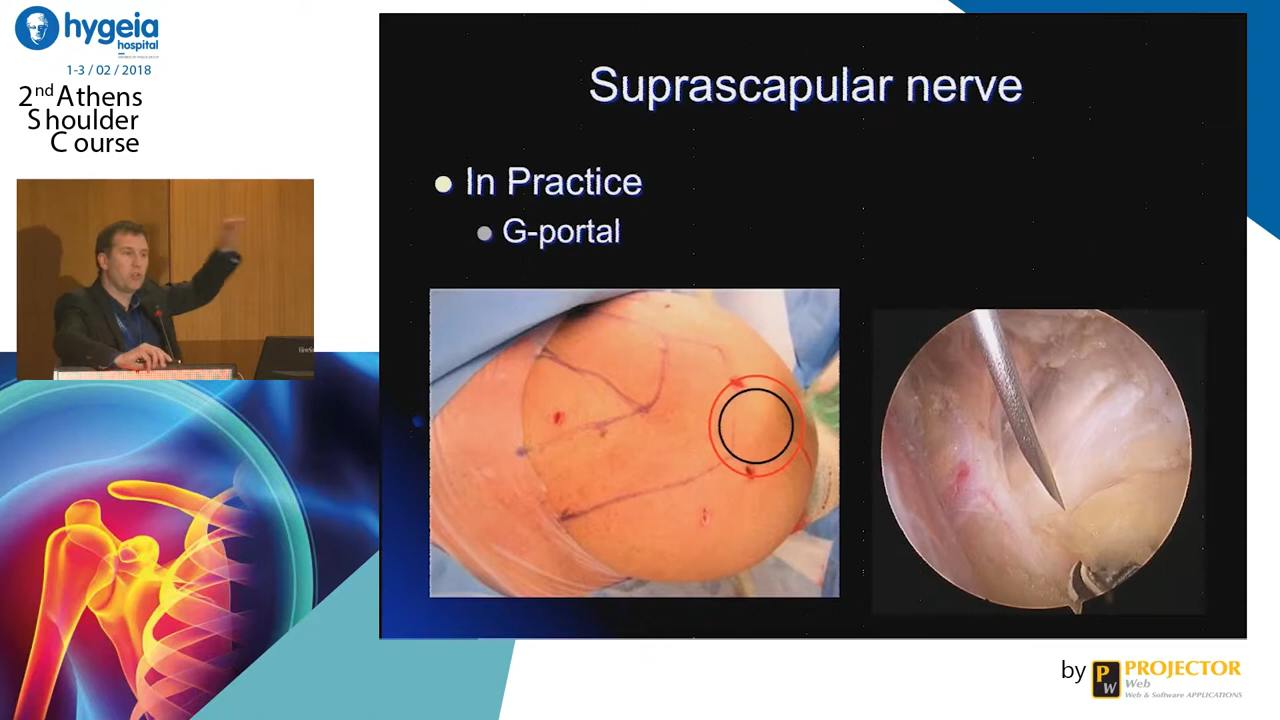 hygeia
hospital
1-3 / 02 / 2018
2nd Athens
Shoulder
Course
Suprascapular nerve
In Practice
G-portal
by
PW
PROJECTOR
Web
Web & Software APPLICATIONS